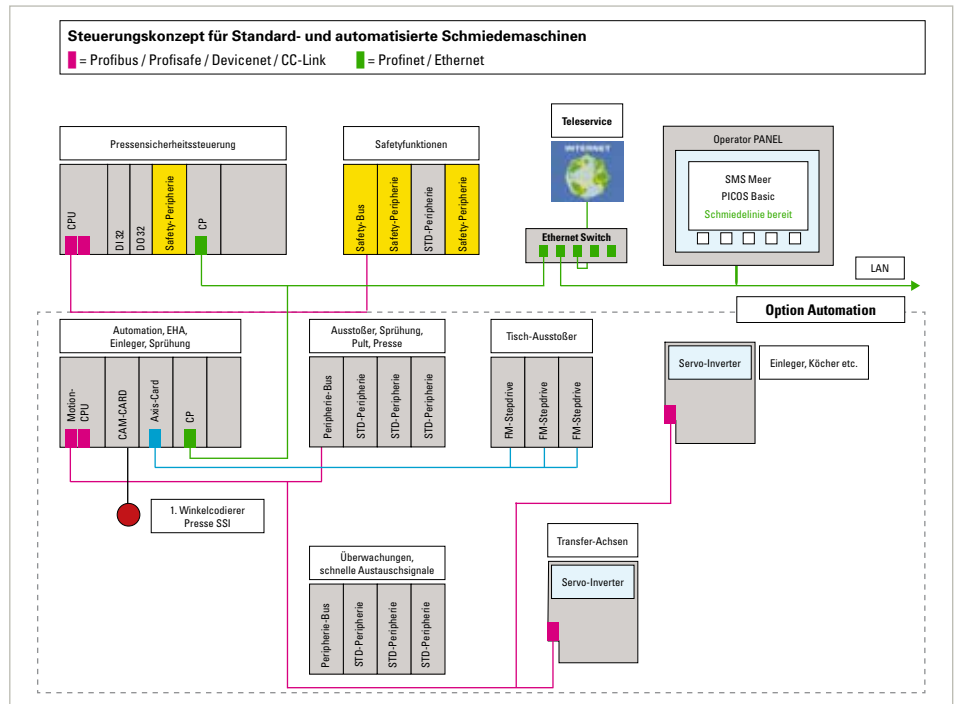 Steuerungskonzept für Standard- und automatisierte Schmiedemaschinen
= Profibus / Profisafe / Devicenet / CC-Link
= Profinet / Ethernet
Pressensicherheitssteuerung
CPU
DI 32
DO 32
Safety-Peripherie
CP
Safetyfunktionen
Safety-Bus
Safety-Peripherie
STD-Peripherie
Safety-Peripherie
Teleservice
INTERNET
Ethernet Switch
Operator PANEL
SMS Meer
PICOS Basic
Schmiedelinie bereit
LAN
Option Automation
Automation, EHA,
Einleger, Sprühung
Motion-
CPU
CAM-CARD
Axis-Card
CP
Ausstoßer, Sprühung,
Pult, Presse
Peripherie-Bus
STD-Peripherie
STD-Peripherie
STD-Peripherie
Tisch-Ausstoßer
FM-Stepdrive
FM-Stepdrive
FM-Stepdrive
Servo-Inverter
Einleger, Köcher etc.
1. Winkelcodierer
Presse SSI
Überwachungen,
schnelle Austauschsignale
Peripherie-Bus
STD-Peripherie
STD-Peripherie
STD-Peripherie
Transfer-Achsen
Servo-Inverter